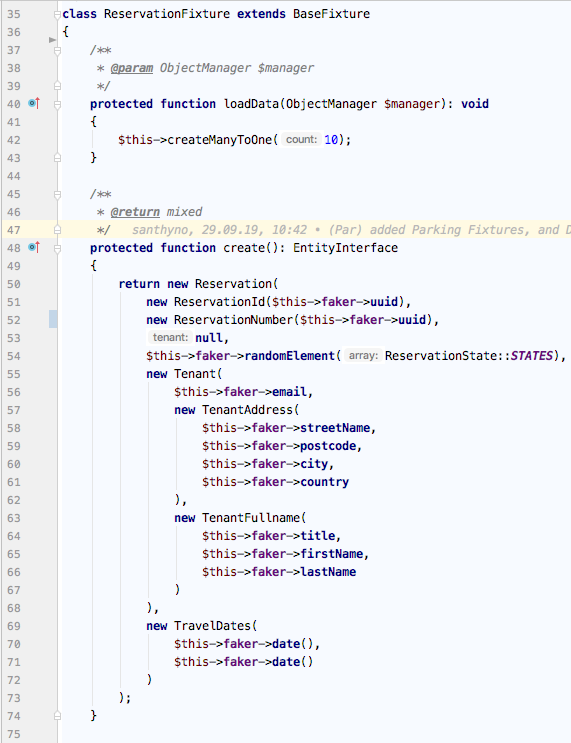 35 class ReservationFixture extends BaseFixture
36 {
37     /**
38      * @param ObjectManager $manager
39      */
40     protected function loadData(ObjectManager $manager): void
41     {
42         $this->createManyToOne( count: 10);
43     }
44
45     /**
46      * @return mixed
47      */   santhyno, 29.09.19, 10:42 • (Par) added Parking Fixtures, and D
48     protected function create(): EntityInterface
49     {
50         return new Reservation(
51             new ReservationId($this->faker->uuid),
52             new ReservationNumber($this->faker->uuid),
53             tenant: null,
54             $this->faker->randomElement( array: ReservationState::STATES),
55             new Tenant(
56                 $this->faker->email,
57                 new TenantAddress(
58                     $this->faker->streetName,
59                     $this->faker->postcode,
60                     $this->faker->city,
61                     $this->faker->country
62                 ),
63                 new TenantFullname(
64                     $this->faker->title,
65                     $this->faker->firstName,
66                     $this->faker->lastName
67                 )
68             ),
69             new TravelDates(
70                 $this->faker->date(),
71                 $this->faker->date()
72             )
73         );
74     }
75